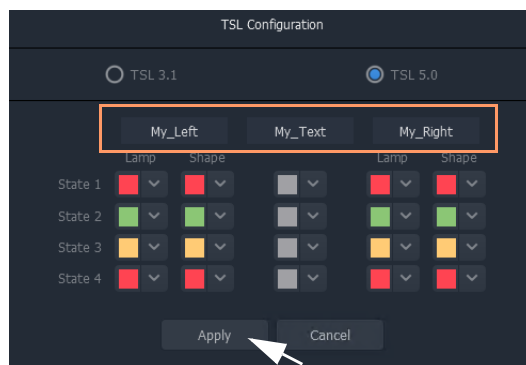 TSL Configuration
TSL 3.1 TSL 5.0
My_Left My_Text My_Right
Lamp Shape Lamp Shape
State 1
State 2
State 3
State 4
Apply Cancel